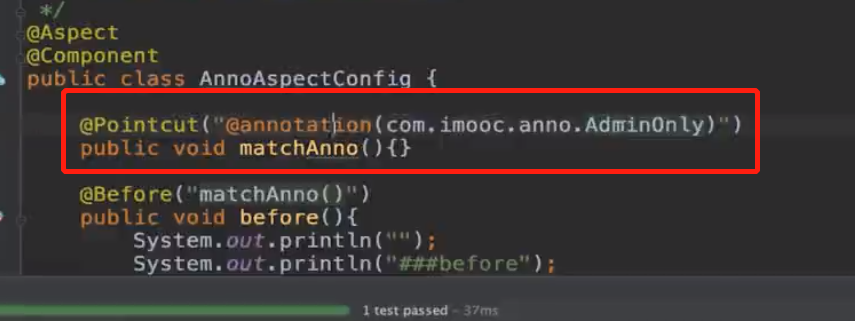 */
@Aspect
@Component
public class AnnoAspectConfig {
@Pointcut("@annotation(com.imooc.anno.AdminOnly)")
public void matchAnno(){}
@Before("matchAnno()")
public void before(){
System.out.println("");
System.out.println("###before");
1 test passed – 37ms